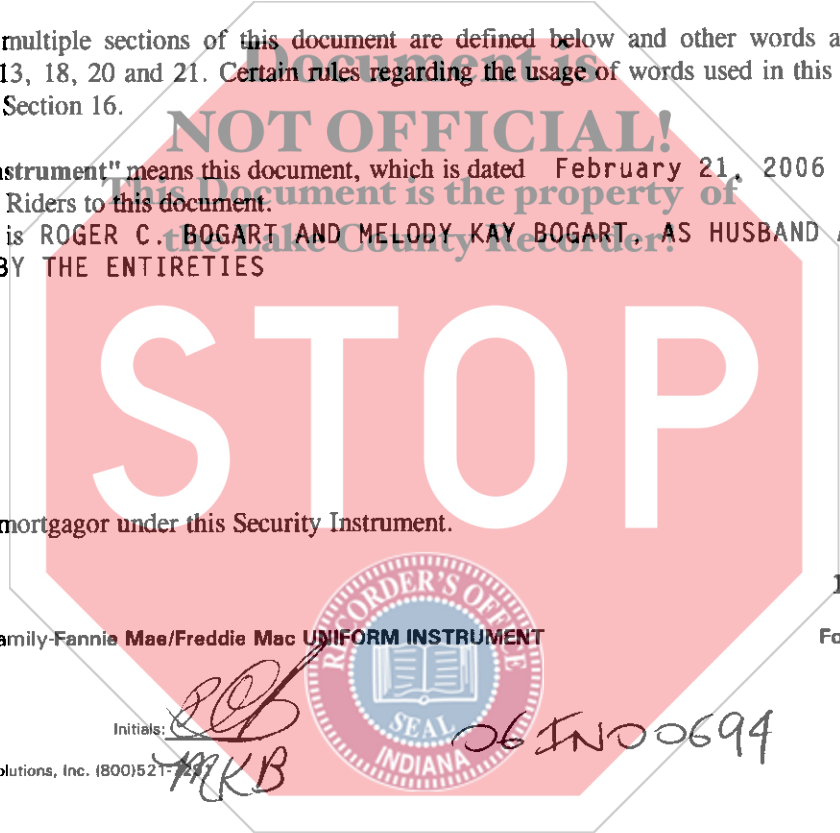 multiple sections of this document are defined below and other words a
Document is
13, 18, 20 and 21. Certain rules regarding the usage of words used in this
Section 16.
NOT OFFICIAL!
strument" means this document, which is dated February 21, 2006
This Document is the property of
Riders to this document.
is ROGER C. BOGART AND MELODY KAY BOGART, AS HUSBAND
the Lake County Recorder!
BY THE ENTIRETIES
STOP
mortgagor under this Security Instrument.
RECORDER'S OFFICE
amily-Fannie Mae/Freddie Mac UNIFORM INSTRUMENT
Fo
Initials:
SEAL
INDIANA
06IN00694
olutions, Inc. (800)521-7291
MKB